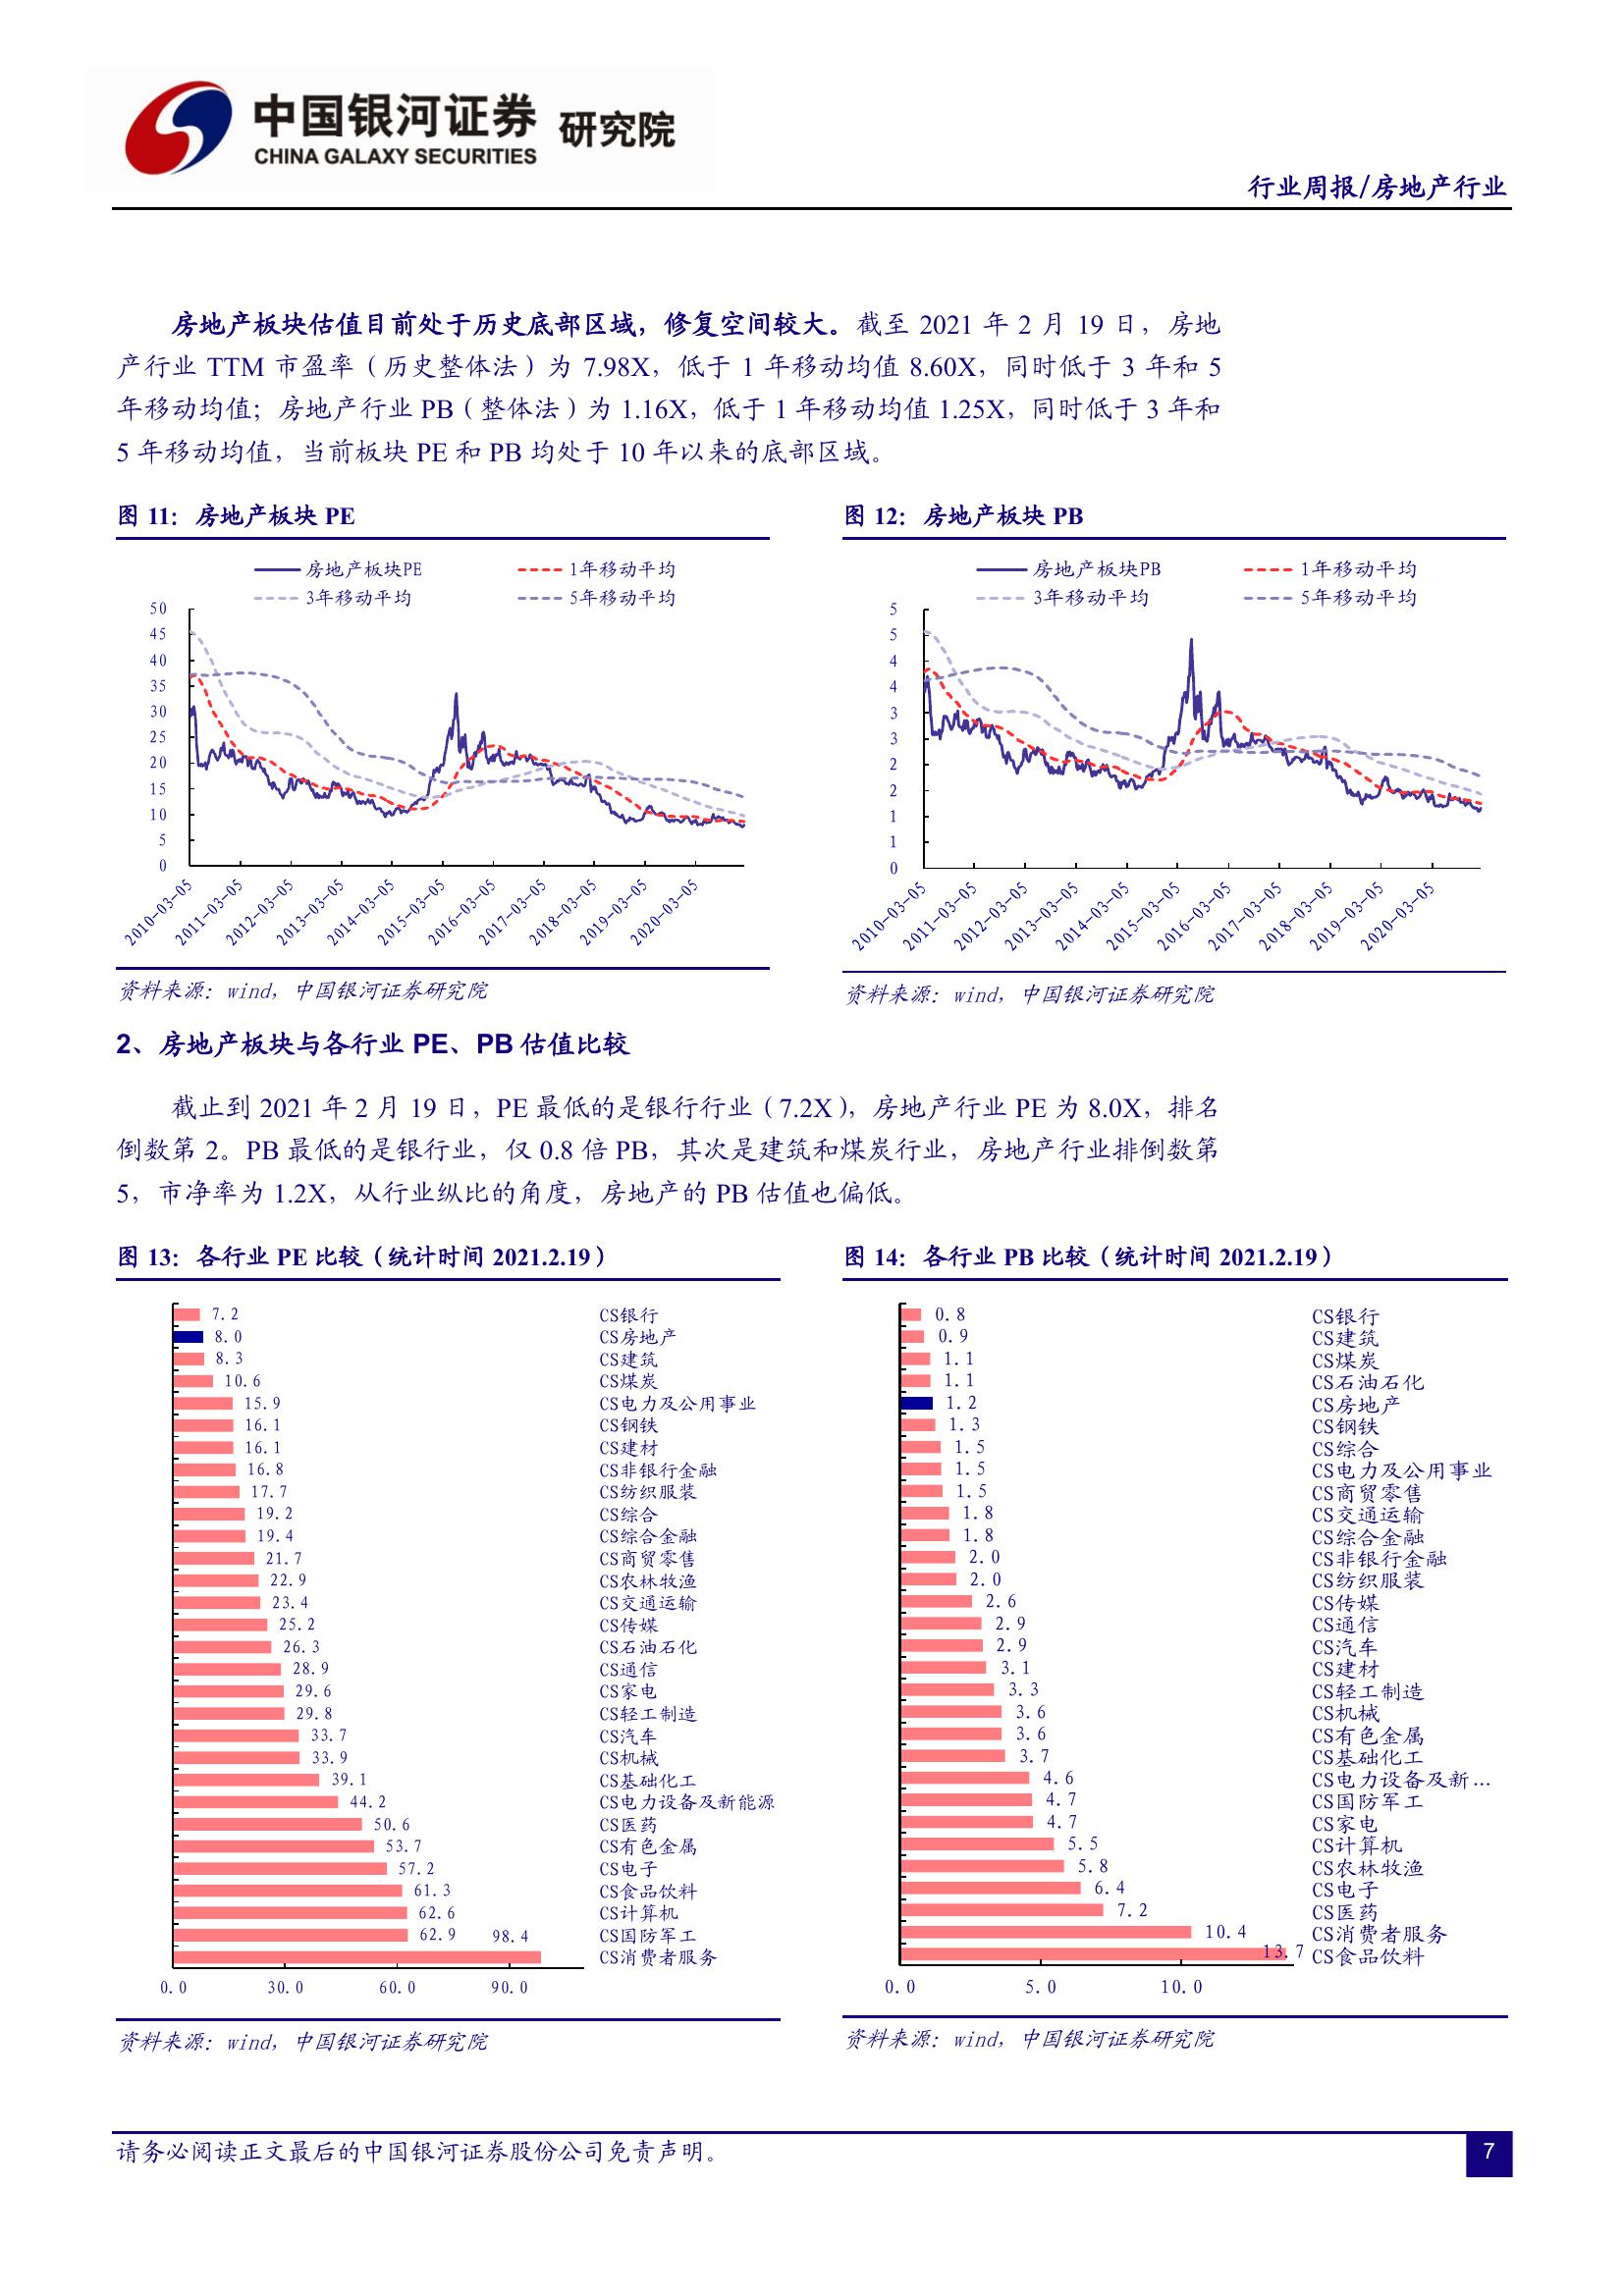 中国银河证券 研究院
CHINA GALAXY SECURITIES
行业周报/房地产行业
房地产板块估值目前处于历史底部区域，修复空间较大。截至 2021 年 2 月 19 日，房地
产行业 TTM 市盈率（历史整体法）为 7.98X，低于 1 年移动均值 8.60X，同时低于 3 年和 5
年移动均值；房地产行业 PB（整体法）为 1.16X，低于 1 年移动均值 1.25X，同时低于 3 年和
5 年移动均值，当前板块 PE 和 PB 均处于 10 年以来的底部区域。
图 11：房地产板块 PE
房地产板块PE 1年移动平均
3年移动平均 5年移动平均
50
45
40
35
30
25
20
15
10
5
0
2010-03-05 2011-03-05 2012-03-05 2013-03-05 2014-03-05 2015-03-05 2016-03-05 2017-03-05 2018-03-05 2019-03-05 2020-03-05
资料来源：wind，中国银河证券研究院
图 12：房地产板块 PB
房地产板块PB 1年移动平均
3年移动平均 5年移动平均
5
5
4
4
3
3
2
2
1
1
0
2010-03-05 2011-03-05 2012-03-05 2013-03-05 2014-03-05 2015-03-05 2016-03-05 2017-03-05 2018-03-05 2019-03-05 2020-03-05
资料来源：wind，中国银河证券研究院
2、房地产板块与各行业 PE、PB 估值比较
截止到 2021 年 2 月 19 日，PE 最低的是银行行业（7.2X），房地产行业 PE 为 8.0X，排名
倒数第 2。PB 最低的是银行业，仅 0.8 倍 PB，其次是建筑和煤炭行业，房地产行业排倒数第
5，市净率为 1.2X，从行业纵比的角度，房地产的 PB 估值也偏低。
图 13：各行业 PE 比较（统计时间 2021.2.19）
7.2 CS银行
8.0 CS房地产
8.3 CS建筑
10.6 CS煤炭
15.9 CS电力及公用事业
16.1 CS钢铁
16.1 CS建材
16.8 CS非银行金融
17.7 CS纺织服装
19.2 CS综合
19.4 CS综合金融
21.7 CS商贸零售
22.9 CS农林牧渔
23.4 CS交通运输
25.2 CS传媒
26.3 CS石油石化
28.9 CS通信
29.6 CS家电
29.8 CS轻工制造
33.7 CS汽车
33.9 CS机械
39.1 CS基础化工
44.2 CS电力设备及新能源
50.6 CS医药
53.7 CS有色金属
57.2 CS电子
61.3 CS食品饮料
62.6 CS计算机
62.9 CS国防军工
98.4 CS消费者服务
0.0 30.0 60.0 90.0
资料来源：wind，中国银河证券研究院
图 14：各行业 PB 比较（统计时间 2021.2.19）
0.8 CS银行
0.9 CS建筑
1.1 CS煤炭
1.1 CS石油石化
1.2 CS房地产
1.3 CS钢铁
1.5 CS综合
1.5 CS电力及公用事业
1.5 CS商贸零售
1.8 CS交通运输
1.8 CS综合金融
2.0 CS非银行金融
2.0 CS纺织服装
2.6 CS传媒
2.9 CS通信
2.9 CS汽车
3.1 CS建材
3.3 CS轻工制造
3.6 CS机械
3.6 CS有色金属
3.7 CS基础化工
4.6 CS电力设备及新...
4.7 CS国防军工
4.7 CS家电
5.5 CS计算机
5.8 CS农林牧渔
6.4 CS电子
7.2 CS医药
10.4 CS消费者服务
13.7 CS食品饮料
0.0 5.0 10.0
资料来源：wind，中国银河证券研究院
请务必阅读正文最后的中国银河证券股份公司免责声明。
7